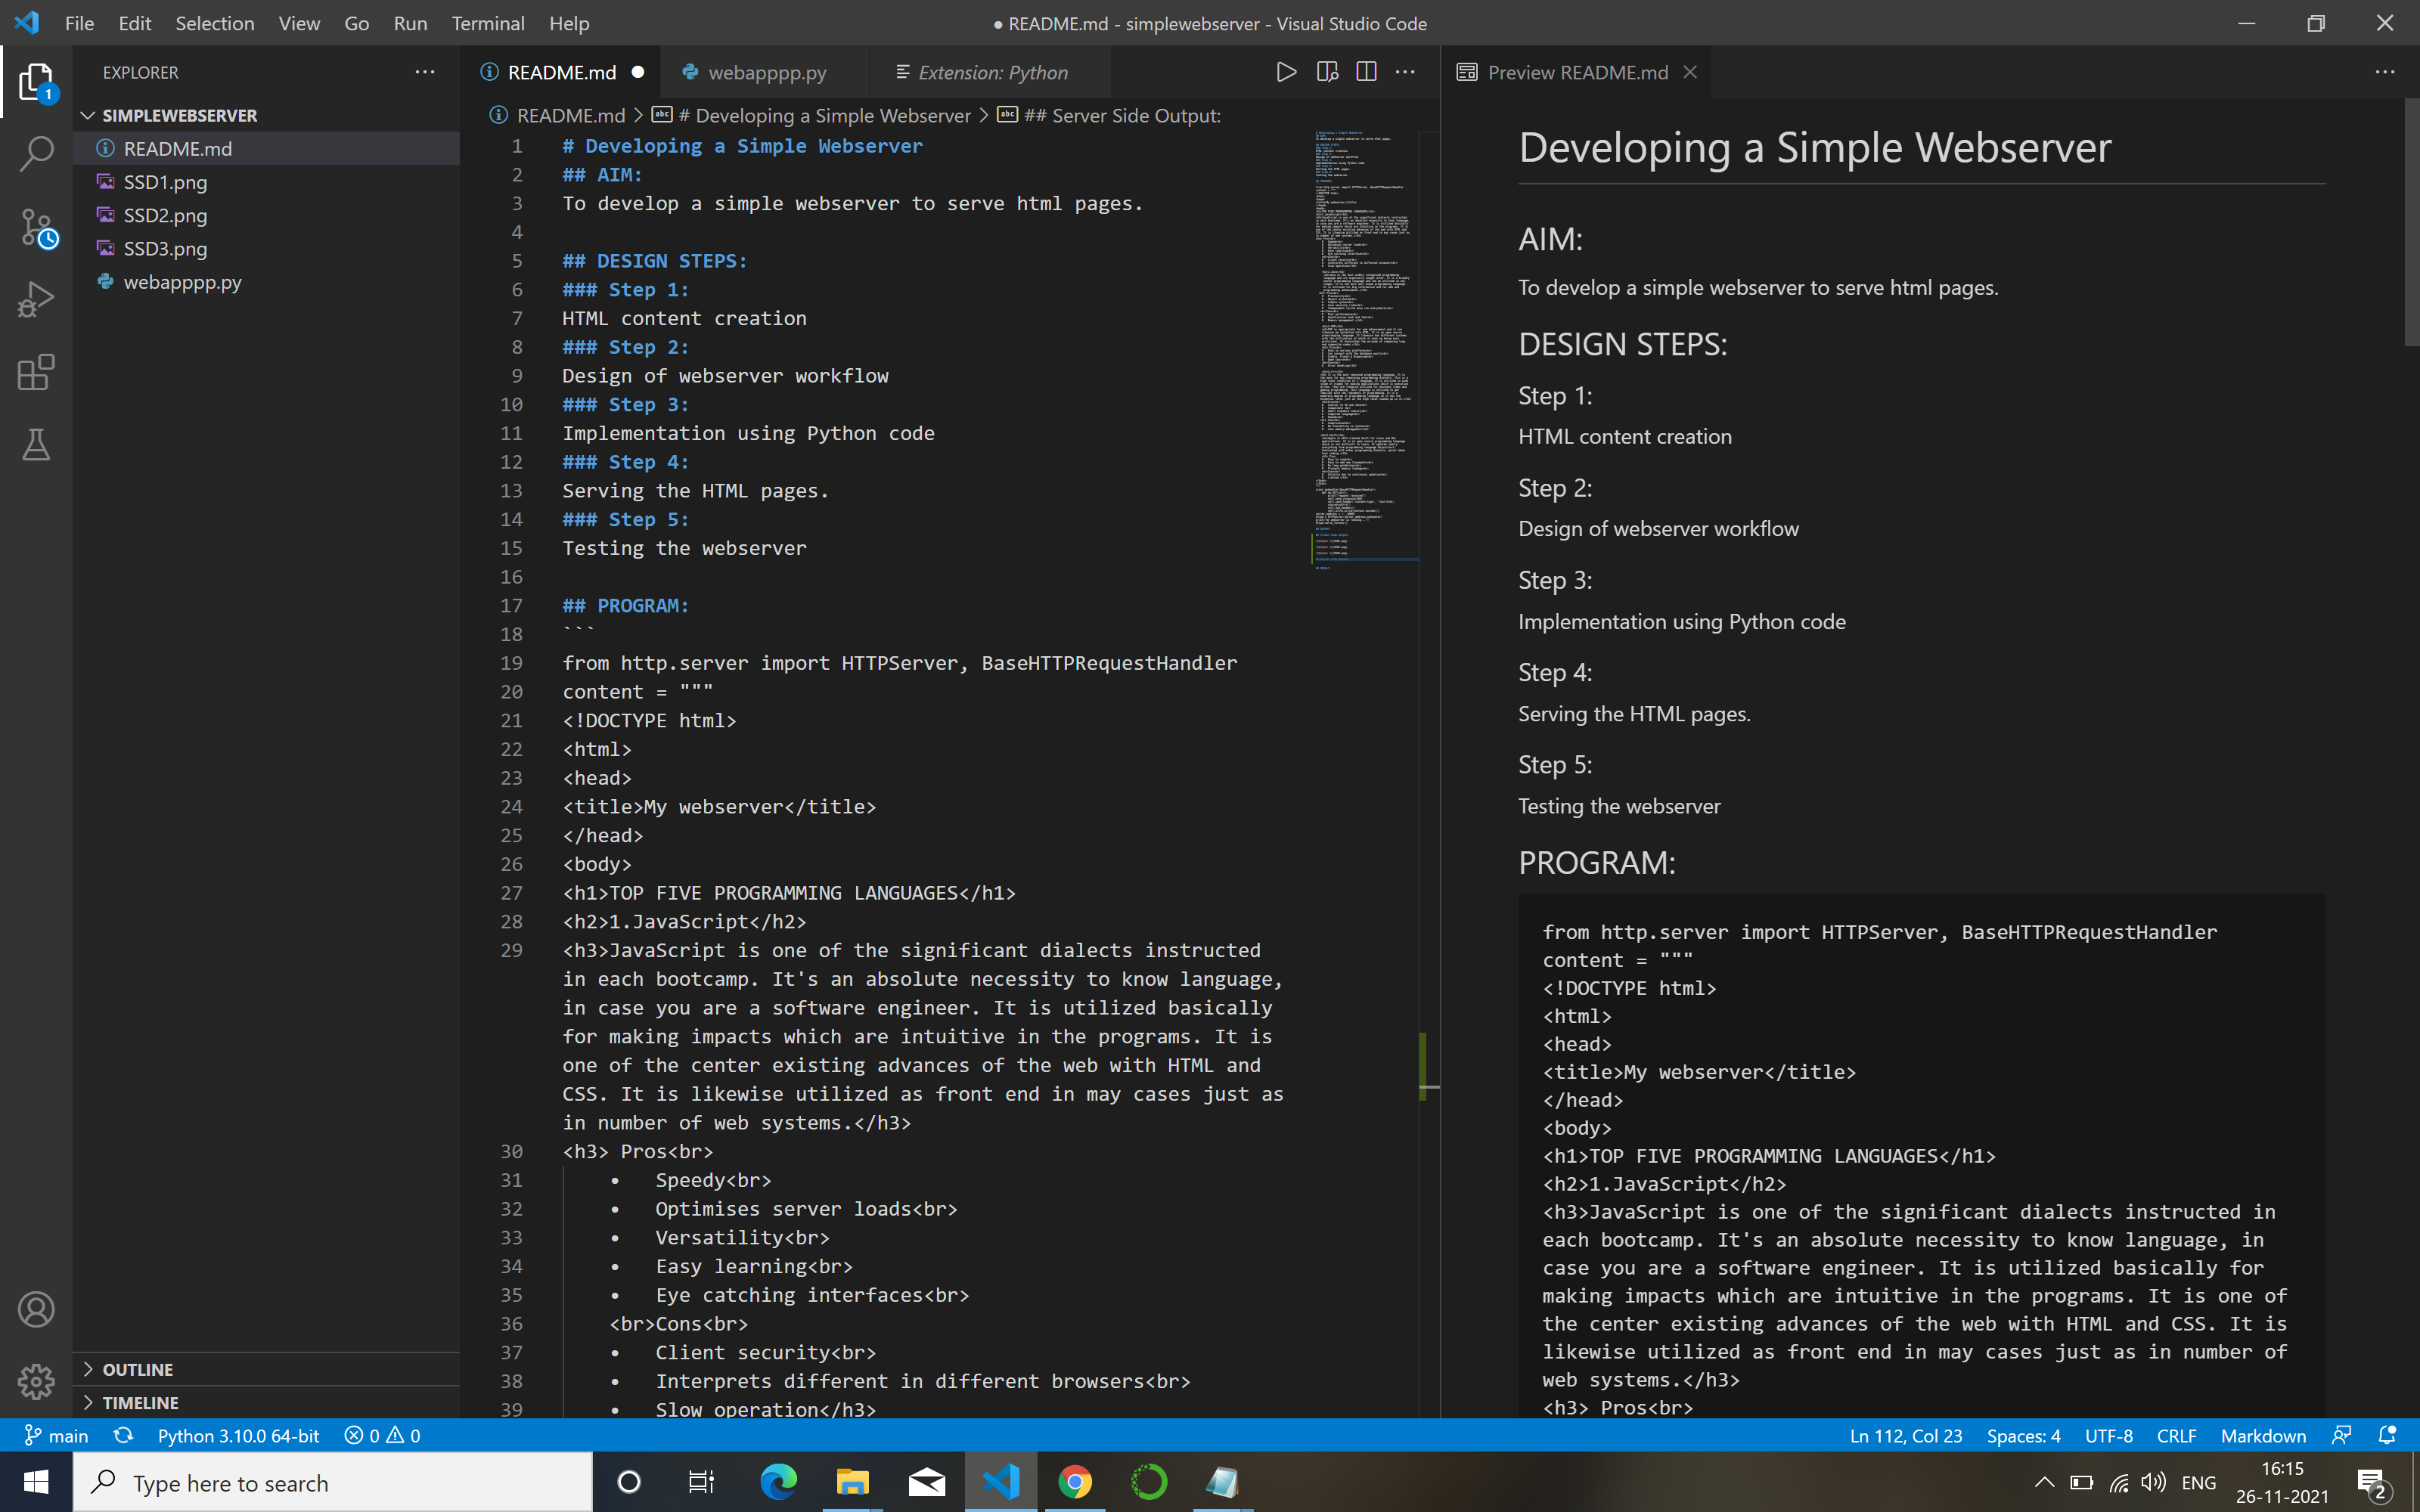 File Edit Selection View Go Run Terminal Help
● README.md - simplewebserver - Visual Studio Code
EXPLORER
SIMPLEWEBSERVER
README.md
SSD1.png
SSD2.png
SSD3.png
webapppp.py
OUTLINE
TIMELINE
1
README.md
webapppp.py
Extension: Python
README.md > # Developing a Simple Webserver > ## Server Side Output:
1 # Developing a Simple Webserver
2 ## AIM:
3 To develop a simple webserver to serve html pages.
4
5 ## DESIGN STEPS:
6 ### Step 1:
7 HTML content creation
8 ### Step 2:
9 Design of webserver workflow
10 ### Step 3:
11 Implementation using Python code
12 ### Step 4:
13 Serving the HTML pages.
14 ### Step 5:
15 Testing the webserver
16
17 ## PROGRAM:
18 ```
19 from http.server import HTTPServer, BaseHTTPRequestHandler
20 content = """
21 <!DOCTYPE html>
22 <html>
23 <head>
24 <title>My webserver</title>
25 </head>
26 <body>
27 <h1>TOP FIVE PROGRAMMING LANGUAGES</h1>
28 <h2>1.JavaScript</h2>
29 <h3>JavaScript is one of the significant dialects instructed
in each bootcamp. It's an absolute necessity to know language,
in case you are a software engineer. It is utilized basically
for making impacts which are intuitive in the programs. It is
one of the center existing advances of the web with HTML and
CSS. It is likewise utilized as front end in may cases just as
in number of web systems.</h3>
30 <h3> Pros<br>
31 • Speedy<br>
32 • Optimises server loads<br>
33 • Versatility<br>
34 • Easy learning<br>
35 • Eye catching interfaces<br>
36 <br>Cons<br>
37 • Client security<br>
38 • Interprets different in different browsers<br>
39 • Slow operation</h3>
Preview README.md
Developing a Simple Webserver
AIM:
To develop a simple webserver to serve html pages.
DESIGN STEPS:
Step 1:
HTML content creation
Step 2:
Design of webserver workflow
Step 3:
Implementation using Python code
Step 4:
Serving the HTML pages.
Step 5:
Testing the webserver
PROGRAM:
from http.server import HTTPServer, BaseHTTPRequestHandler
content = """
<!DOCTYPE html>
<html>
<head>
<title>My webserver</title>
</head>
<body>
<h1>TOP FIVE PROGRAMMING LANGUAGES</h1>
<h2>1.JavaScript</h2>
<h3>JavaScript is one of the significant dialects instructed in
each bootcamp. It's an absolute necessity to know language, in
case you are a software engineer. It is utilized basically for
making impacts which are intuitive in the programs. It is one of
the center existing advances of the web with HTML and CSS. It is
likewise utilized as front end in may cases just as in number of
web systems.</h3>
<h3> Pros<br>
main Python 3.10.0 64-bit 0 0
Ln 112, Col 23 Spaces: 4 UTF-8 CRLF Markdown
Type here to search
ENG
16:15
26-11-2021
2